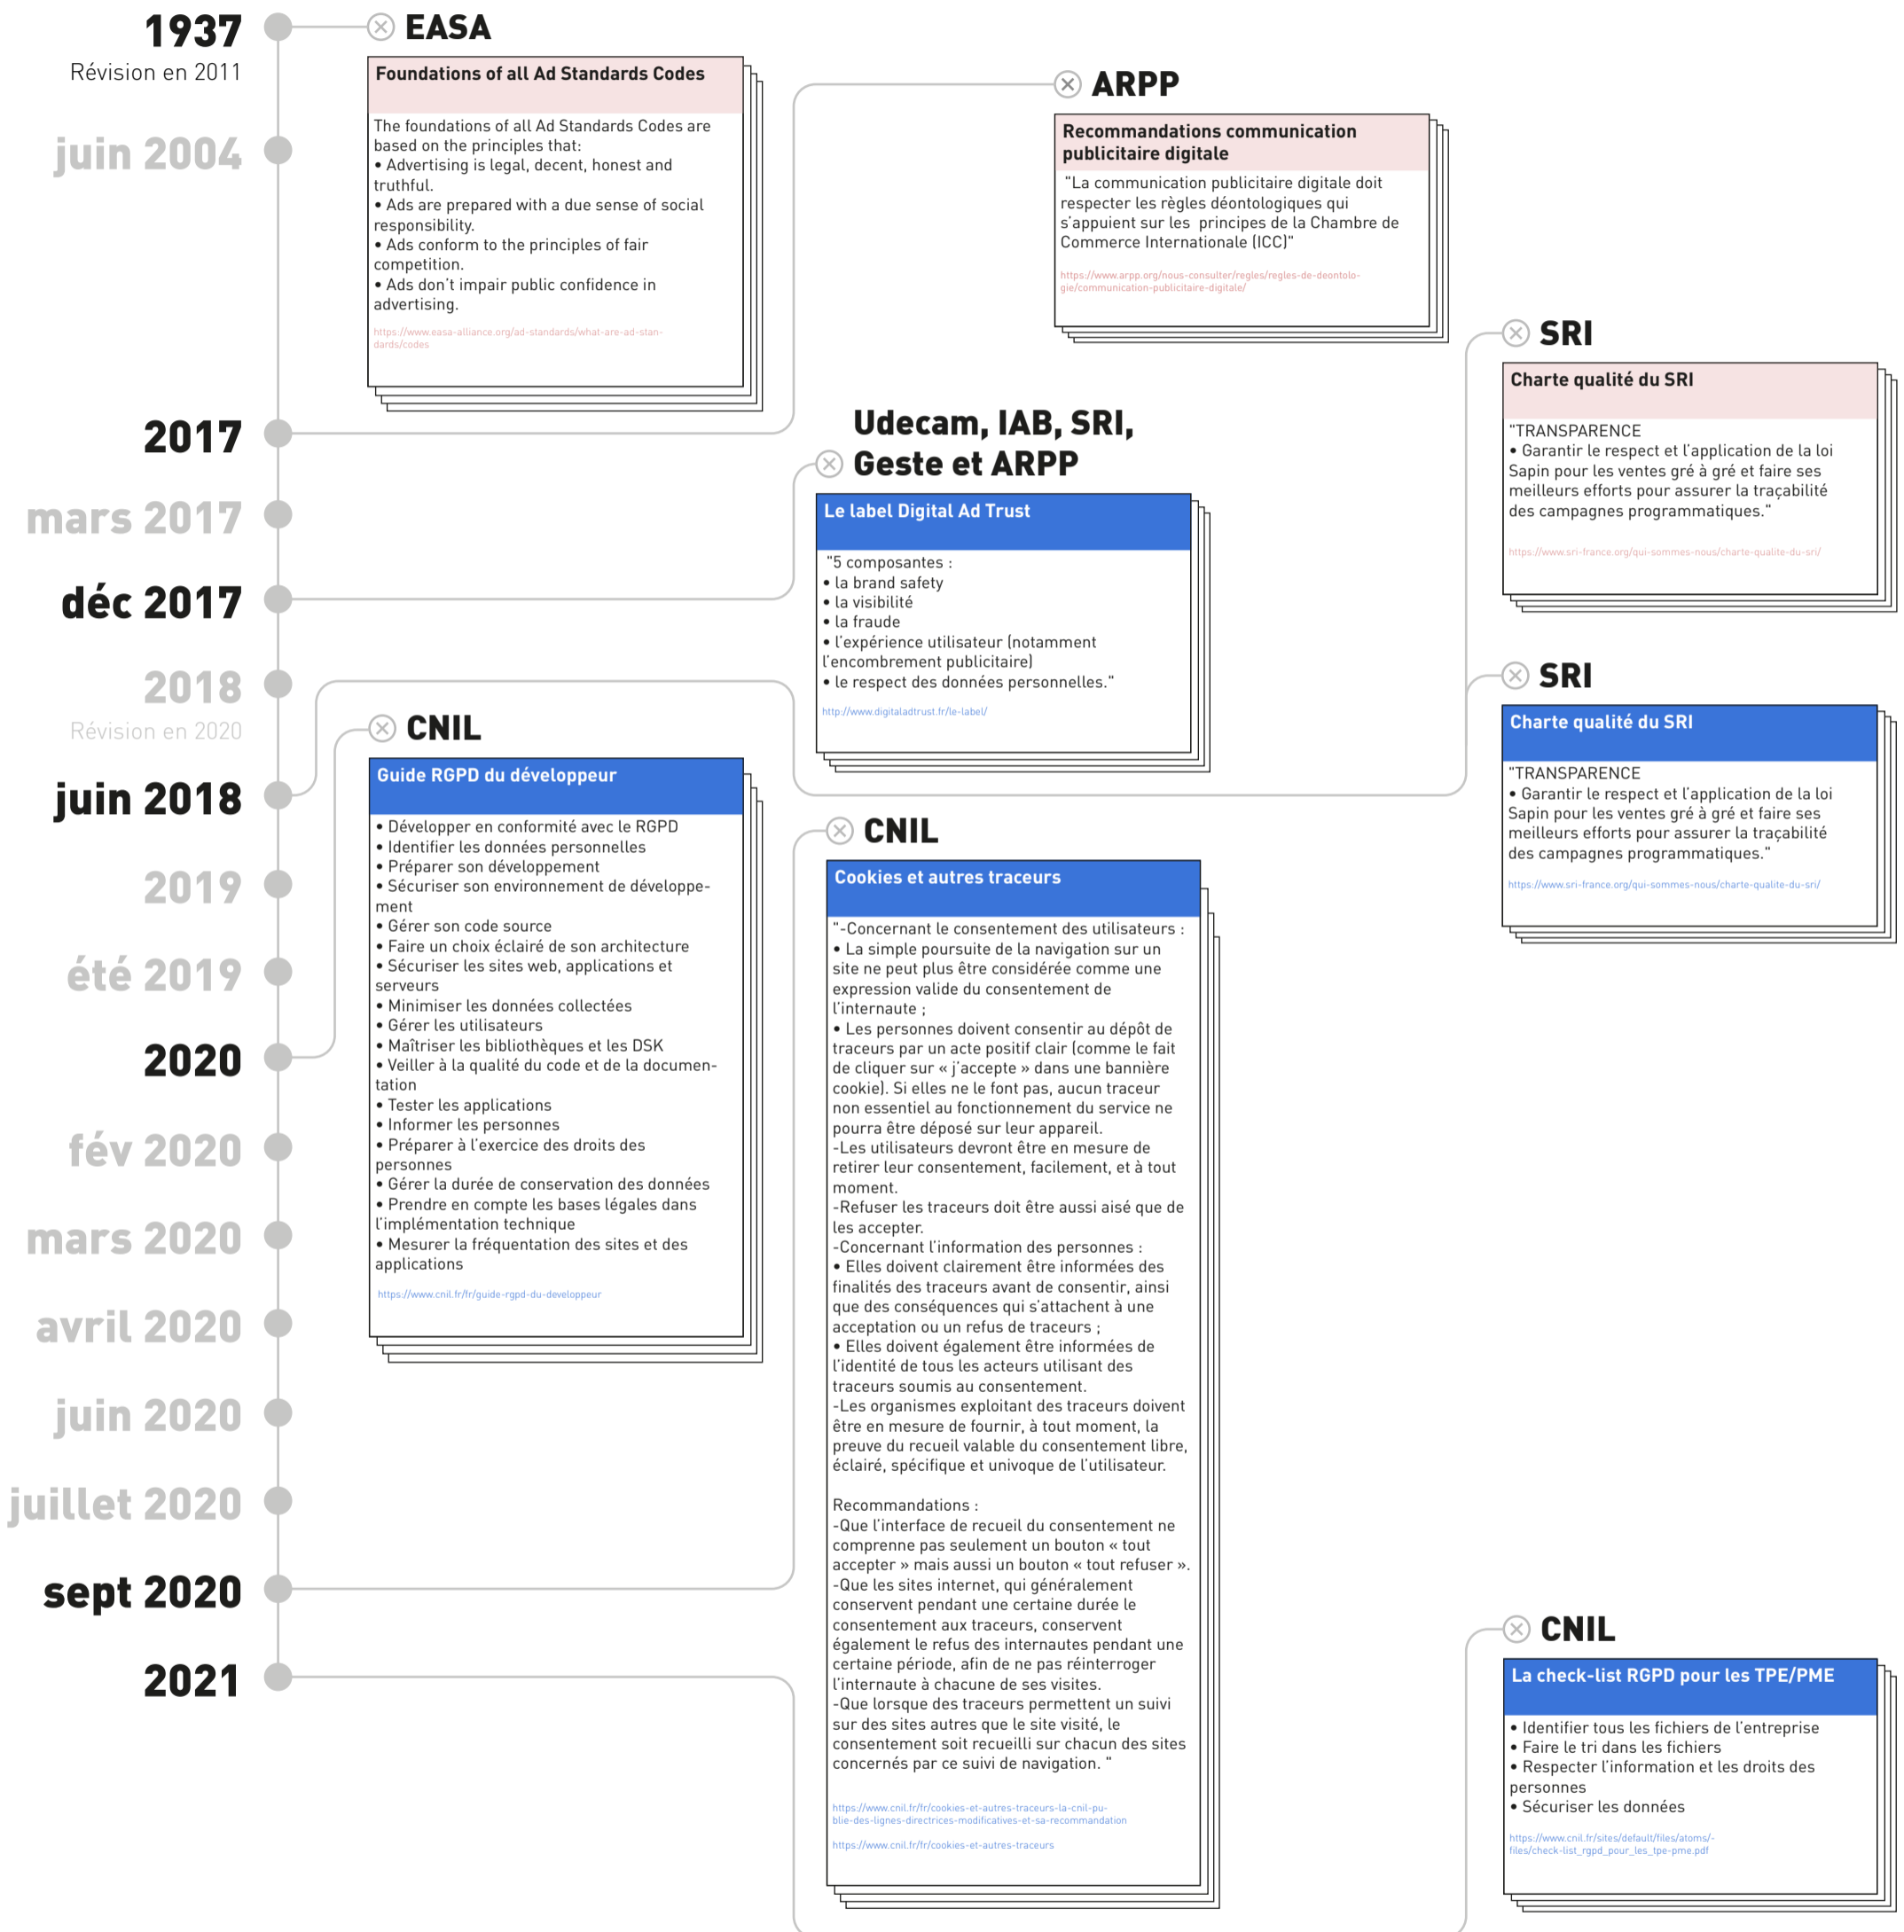 1937
Révision en 2011
juin 2004
2017
mars 2017
déc 2017
2018
Révision en 2020
juin 2018
2019
été 2019
2020
fév 2020
mars 2020
avril 2020
juin 2020
juillet 2020
sept 2020
2021
EASA
Foundations of all Ad Standards Codes
The foundations of all Ad Standards Codes are
based on the principles that:
• Advertising is legal, decent, honest and
truthful.
• Ads are prepared with a due sense of social
responsibility.
• Ads conform to the principles of fair
competition.
• Ads don't impair public confidence in
advertising.
https://www.easa-alliance.org/ad-standards/what-are-ad-stan-
dards/codes
ARPP
Recommandations communication
publicitaire digitale
"La communication publicitaire digitale doit
respecter les règles déontologiques qui
s'appuient sur les principes de la Chambre de
Commerce Internationale (ICC)"
https://www.arpp.org/nous-consulter/regles/regles-de-deontolo-
gie/communication-publicitaire-digitale/
SRI
Charte qualité du SRI
"TRANSPARENCE
• Garantir le respect et l'application de la loi
Sapin pour les ventes gré à gré et faire ses
meilleurs efforts pour assurer la traçabilité
des campagnes programmatiques."
https://www.sri-france.org/qui-sommes-nous/charte-qualite-du-sri/
Udecam, IAB, SRI,
Geste et ARPP
Le label Digital Ad Trust
"5 composantes :
• la brand safety
• la visibilité
• la fraude
• l'expérience utilisateur (notamment
l'encombrement publicitaire)
• le respect des données personnelles."
http://www.digitaladtrust.fr/le-label/
SRI
Charte qualité du SRI
"TRANSPARENCE
• Garantir le respect et l'application de la loi
Sapin pour les ventes gré à gré et faire ses
meilleurs efforts pour assurer la traçabilité
des campagnes programmatiques."
https://www.sri-france.org/qui-sommes-nous/charte-qualite-du-sri/
CNIL
Guide RGPD du développeur
• Développer en conformité avec le RGPD
• Identifier les données personnelles
• Préparer son développement
• Sécuriser son environnement de développe-
ment
• Gérer son code source
• Faire un choix éclairé de son architecture
• Sécuriser les sites web, applications et
serveurs
• Minimiser les données collectées
• Gérer les utilisateurs
• Maîtriser les bibliothèques et les DSK
• Veiller à la qualité du code et de la documen-
tation
• Tester les applications
• Informer les personnes
• Préparer à l'exercice des droits des
personnes
• Gérer la durée de conservation des données
• Prendre en compte les bases légales dans
l'implémentation technique
• Mesurer la fréquentation des sites et des
applications
https://www.cnil.fr/fr/guide-rgpd-du-developpeur
CNIL
Cookies et autres traceurs
"-Concernant le consentement des utilisateurs :
• La simple poursuite de la navigation sur un
site ne peut plus être considérée comme une
expression valide du consentement de
l'internaute ;
• Les personnes doivent consentir au dépôt de
traceurs par un acte positif clair (comme le fait
de cliquer sur « j'accepte » dans une bannière
cookie). Si elles ne le font pas, aucun traceur
non essentiel au fonctionnement du service ne
pourra être déposé sur leur appareil.
-Les utilisateurs devront être en mesure de
retirer leur consentement, facilement, et à tout
moment.
-Refuser les traceurs doit être aussi aisé que de
les accepter.
-Concernant l'information des personnes :
• Elles doivent clairement être informées des
finalités des traceurs avant de consentir, ainsi
que des conséquences qui s'attachent à une
acceptation ou un refus de traceurs ;
• Elles doivent également être informées de
l'identité de tous les acteurs utilisant des
traceurs soumis au consentement.
-Les organismes exploitant des traceurs doivent
être en mesure de fournir, à tout moment, la
preuve du recueil valable du consentement libre,
éclairé, spécifique et univoque de l'utilisateur.
Recommandations :
-Que l'interface de recueil du consentement ne
comprenne pas seulement un bouton « tout
accepter » mais aussi un bouton « tout refuser ».
-Que les sites internet, qui généralement
conservent pendant une certaine durée le
consentement aux traceurs, conservent
également le refus des internautes pendant une
certaine période, afin de ne pas réinterroger
l'internaute à chacune de ses visites.
-Que lorsque des traceurs permettent un suivi
sur des sites autres que le site visité, le
consentement soit recueilli sur chacun des sites
concernés par ce suivi de navigation. "
https://www.cnil.fr/fr/cookies-et-autres-traceurs-la-cnil-pu-
blie-des-lignes-directrices-modificatives-et-sa-recommandation
https://www.cnil.fr/fr/cookies-et-autres-traceurs
CNIL
La check-list RGPD pour les TPE/PME
• Identifier tous les fichiers de l'entreprise
• Faire le tri dans les fichiers
• Respecter l'information et les droits des
personnes
• Sécuriser les données
https://www.cnil.fr/sites/default/files/atoms/-
files/check-list_rgpd_pour_les_tpe-pme.pdf